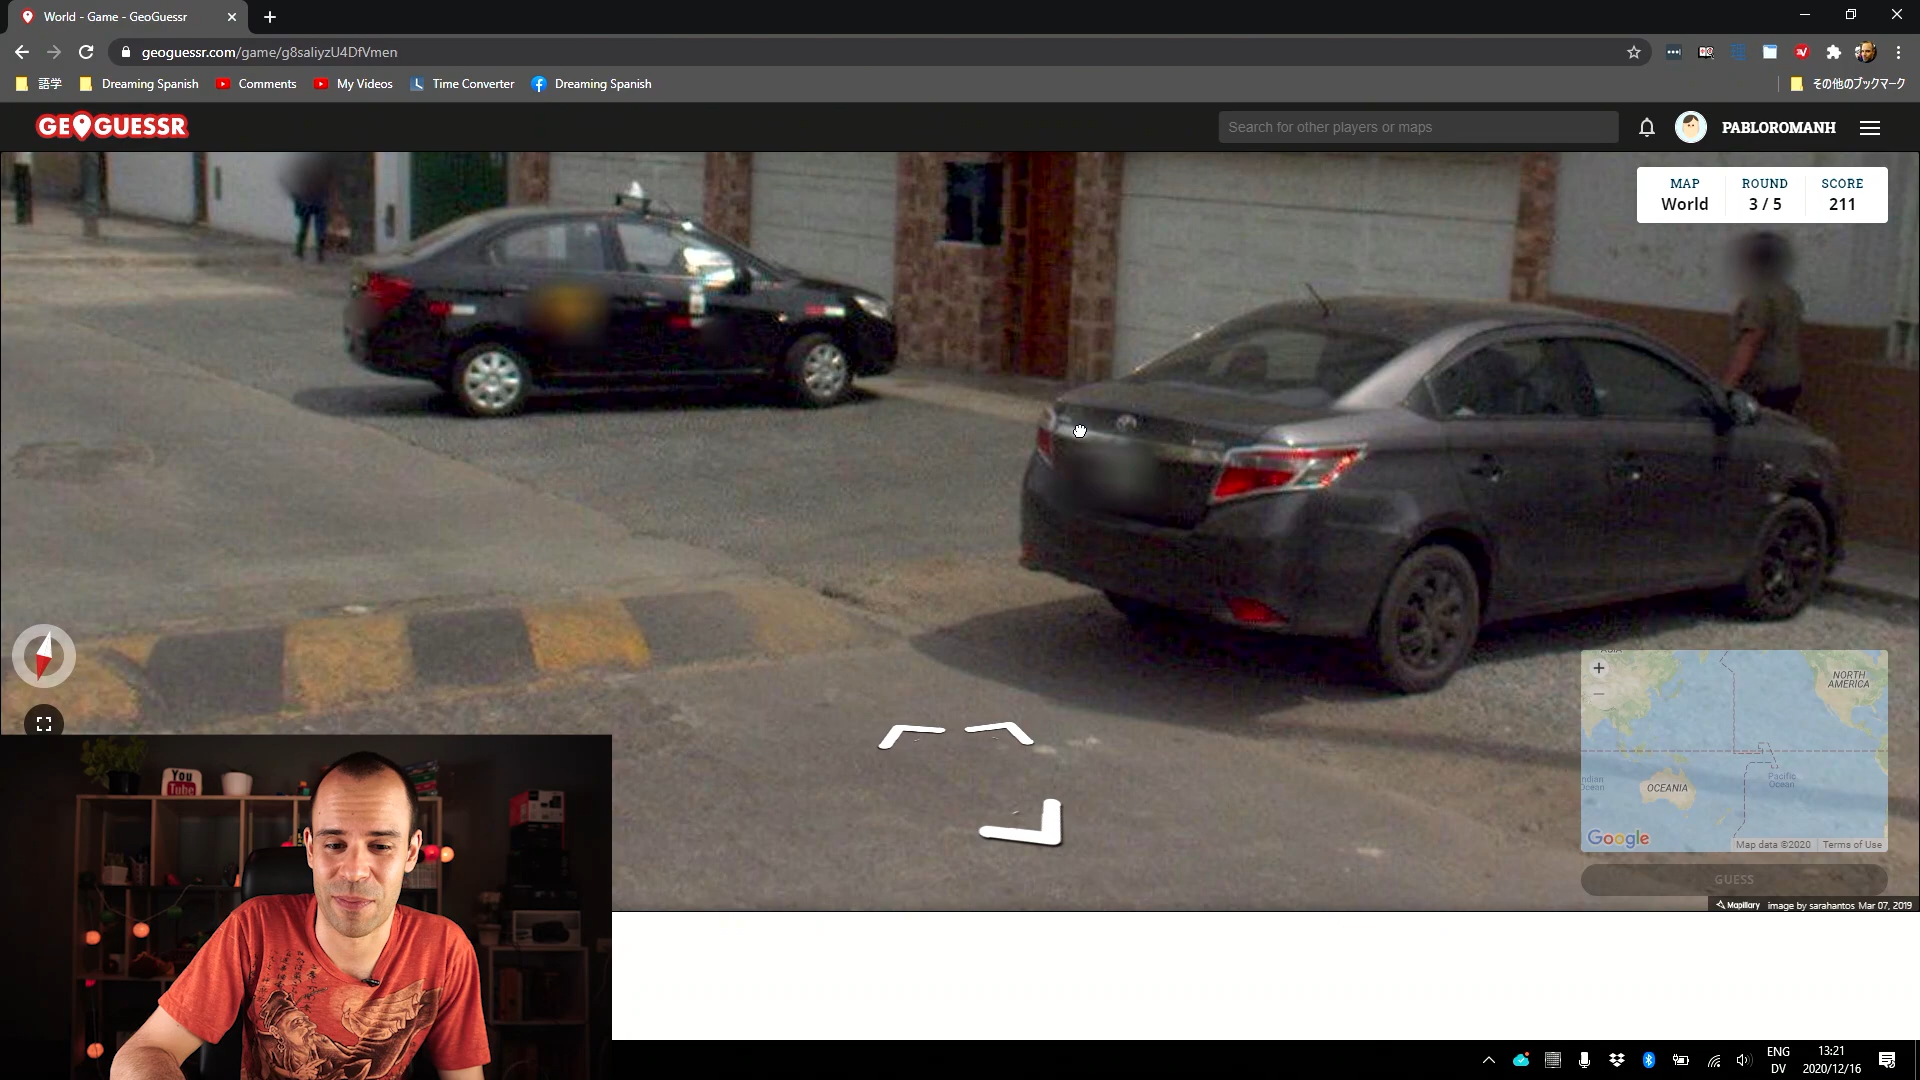 World - Game - GeoGuessr
geoguessr.com/game/g8saliyzU4DfVmen
語学
Dreaming Spanish
Comments
My Videos
Time Converter
Dreaming Spanish
その他のブックマーク
GEOGUESSR
Search for other players or maps
PABLOROMANH
MAP ROUND SCORE
World 3 / 5 211
ASIA
NORTH
AMERICA
Indian
Ocean
OCEANIA
Pacific
Ocean
Google
Map data ©2020 Terms of Use
GUESS
Mapillary image by sarahantos Mar 07, 2019
You
Tube
ENG
DV
13:21
2020/12/16